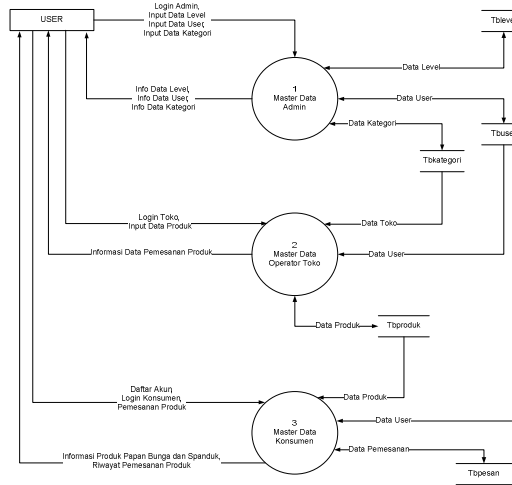 USER
Login Admin,
Input Data Level
Input Data User,
Input Data Kategori
Data Level
Info Data Level,
Info Data User,
Info Data Kategori
1
Master Data
Admin
Data User
Data Kategori
Tbkategori
Login Toko,
Input Data Produk
Data Toko
2
Master Data
Operator Toko
Informasi Data Pemesanan Produk
Data User
Data Produk
Tbproduk
Daftar Akun,
Login Konsumen,
Pemesanan Produk
Data Produk
3
Master Data
Konsumen
Data User
Informasi Produk Papan Bunga dan Spanduk,
Riwayat Pemesanan Produk
Data Pemesanan
Tbpesan